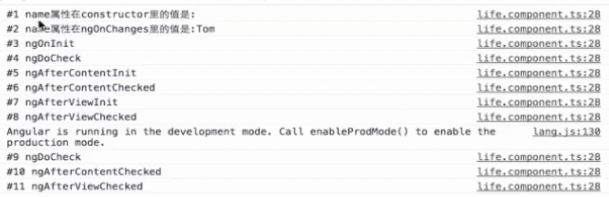 #1 name属性在constructor里的值是: life.component.ts:28
#2 name属性在ngOnChanges里的值是:Tom life.component.ts:28
#3 ngOnInit life.component.ts:28
#4 ngDoCheck life.component.ts:28
#5 ngAfterContentInit life.component.ts:28
#6 ngAfterContentChecked life.component.ts:28
#7 ngAfterViewInit life.component.ts:28
#8 ngAfterViewChecked life.component.ts:28
Angular is running in the development mode. Call enableProdMode() to enable the lang.js:130
production mode.
#9 ngDoCheck life.component.ts:28
#10 ngAfterContentChecked life.component.ts:28
#11 ngAfterViewChecked life.component.ts:28